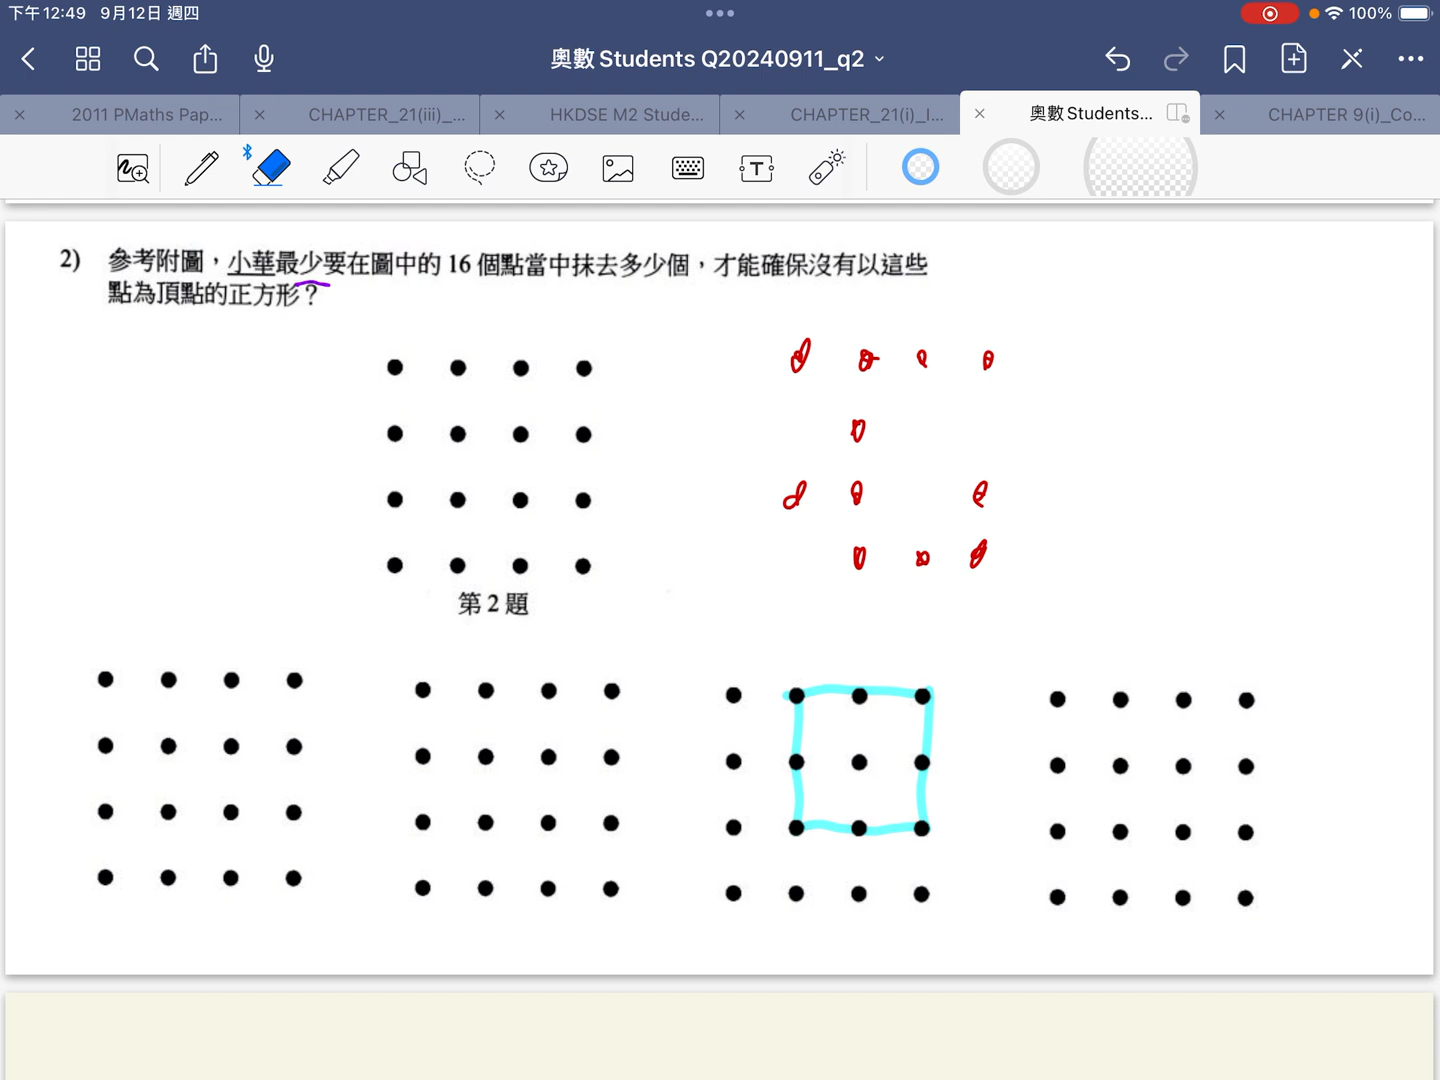 下午12:49 9月12日 週四
100%
奧數 Students Q20240911_q2
2011 PMaths Pap...
CHAPTER_21(iii)_...
HKDSE M2 Stude...
CHAPTER_21(i)_I...
奧數 Students...
CHAPTER 9(i)_Co...
2) 參考附圖，小華最少要在圖中的 16 個點當中抹去多少個，才能確保沒有以這些
點為頂點的正方形？
第 2 題